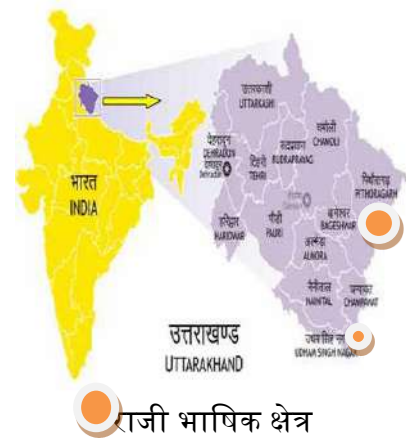 उत्तरकाशी
UTTARKASHI
चमोली
CHAMOLI
देहरादून
DEHRADUN
रुद्रप्रयाग
RUDRAPRAYAG
टिहरी
TEHRI
पिथौरागढ़
PITHORAGARH
भारत
INDIA
हरिद्वार
HARIDWAR
पौड़ी
PAURI
बागेश्वर
BAGESHWAR
अल्मोड़ा
ALMORA
नैनीताल
NAINITAL
चम्पावत
CHAMPAWAT
UDHAM SINGH NAGAR
उत्तराखण्ड
UTTARAKHAND
राजी भाषिक क्षेत्र